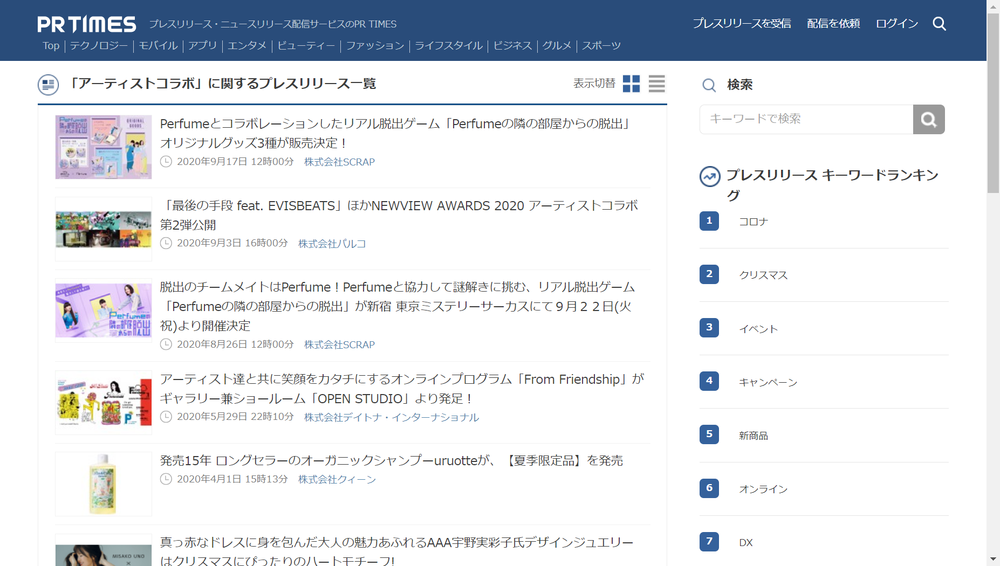 PR TIMES プレスリリース・ニュースリリース配信サービスのPR TIMES
プレスリリースを受信 配信を依頼 ログイン
Top テクノロジー モバイル アプリ エンタメ ビューティー ファッション ライフスタイル ビジネス グルメ スポーツ
「アーティストコラボ」に関するプレスリリース一覧
表示切替
Perfumeとコラボレーションしたリアル脱出ゲーム「Perfumeの隣の部屋からの脱出」
オリジナルグッズ3種が販売決定！
2020年9月17日 12時00分 株式会社SCRAP
「最後の手段 feat. EVISBEATS」ほかNEWVIEW AWARDS 2020 アーティストコラボ
第2弾公開
2020年9月3日 16時00分 株式会社パルコ
脱出のチームメイトはPerfume！Perfumeと協力して謎解きに挑む、リアル脱出ゲーム
「Perfumeの隣の部屋からの脱出」が新宿 東京ミステリーサーカスにて９月２２日(火
祝)より開催決定
2020年8月26日 12時00分 株式会社SCRAP
アーティスト達と共に笑顔をカタチにするオンラインプログラム「From Friendship」が
ギャラリー兼ショールーム「OPEN STUDIO」より発足！
2020年5月29日 22時10分 株式会社デイトナ・インターナショナル
発売15年 ロングセラーのオーガニックシャンプーuruotteが、【夏季限定品】を発売
2020年4月1日 15時13分 株式会社クィーン
MISAKO UNO
真っ赤なドレスに身を包んだ大人の魅力あふれるAAA宇野実彩子氏デザインジュエリー
はクリスマスにぴったりのハートモチーフ!
検索
キーワードで検索
プレスリリース キーワードランキン
グ
1 コロナ
2 クリスマス
3 イベント
4 キャンペーン
5 新商品
6 オンライン
7 DX